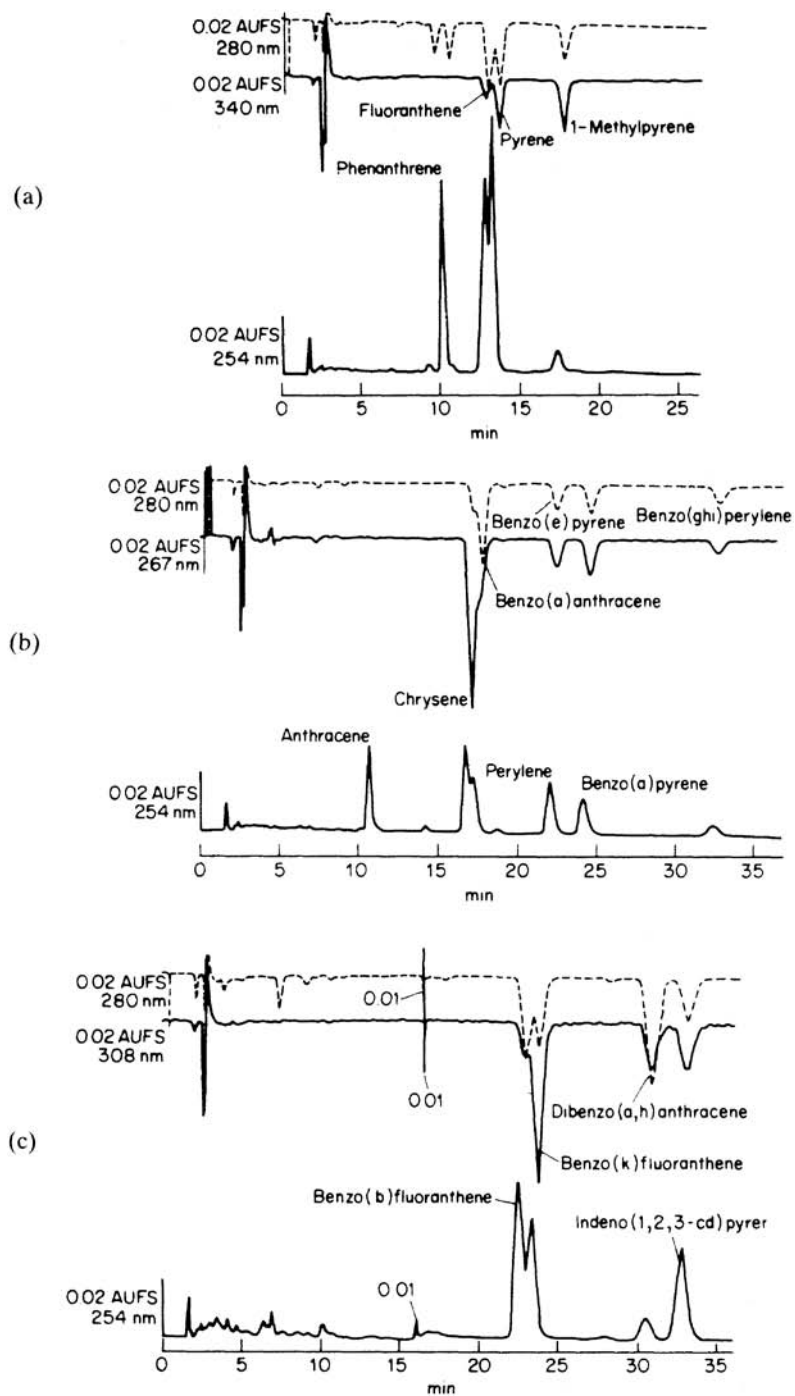 0.02 AUFS
280 nm
0.02 AUFS
340 nm
Fluoranthene
Pyrene
1-Methylpyrene
Phenanthrene
(a)
0.02 AUFS
254 nm
0 5 10 15 20 25
min
0.02 AUFS
280 nm
0.02 AUFS
267 nm
Benzo(e)pyrene
Benzo(ghi)perylene
Benzo(a)anthracene
(b)
Chrysene
Anthracene
Perylene
Benzo(a)pyrene
0.02 AUFS
254 nm
0 5 10 15 20 25 30 35
min
0.02 AUFS
280 nm
0.02 AUFS
308 nm
0.01
0.01
Dibenzo(a,h)anthracene
(c)
Benzo(k)fluoranthene
Benzo(b)fluoranthene
Indeno(1,2,3-cd)pyrer
0.01
0.02 AUFS
254 nm
0 5 10 15 20 25 30 35
min